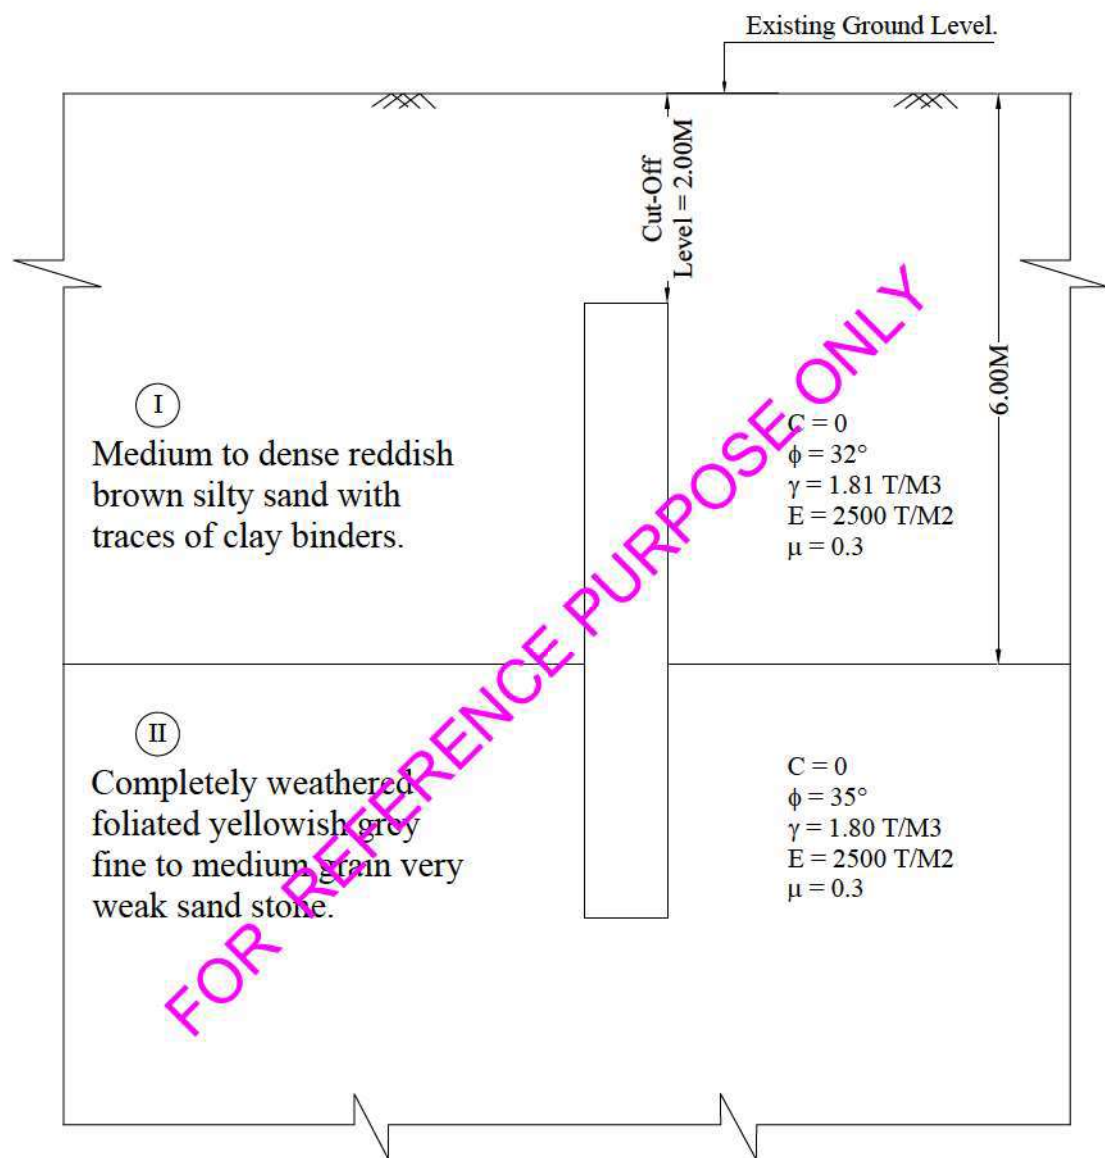 Existing Ground Level.
Cut-Off
Level = 2.00M
6.00M
I
Medium to dense reddish
brown silty sand with
traces of clay binders.
C = 0
ϕ = 32°
γ = 1.81 T/M3
E = 2500 T/M2
μ = 0.3
II
Completely weathered
foliated yellowish grey
fine to medium grain very
weak sand stone.
C = 0
ϕ = 35°
γ = 1.80 T/M3
E = 2500 T/M2
μ = 0.3
FOR REFERENCE PURPOSE ONLY